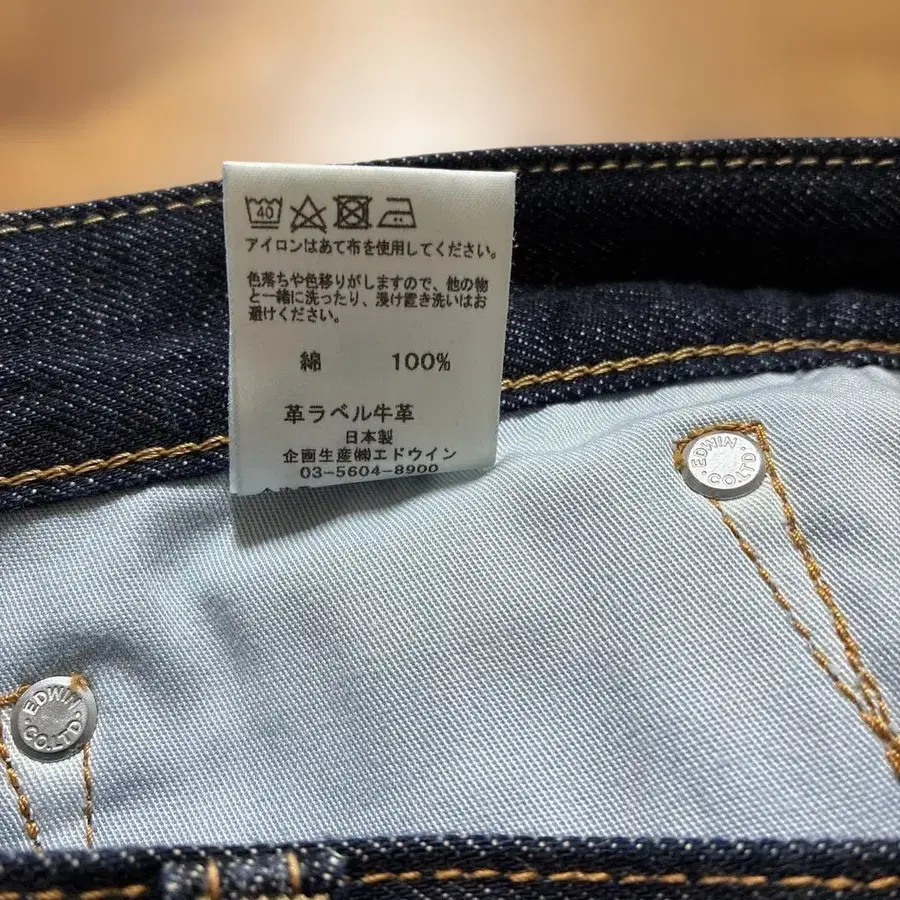 40
アイロンはあて布を使用してください。
色落ちや色移りがしますので、他の物
と一緒に洗ったり、浸け置き洗いはお
避けください。
綿 100%
革ラベル牛革
日本製
企画生産㈱エドウイン
03-5604-8900
EDWIN
CO.LTD
EDWIN
CO.LTD